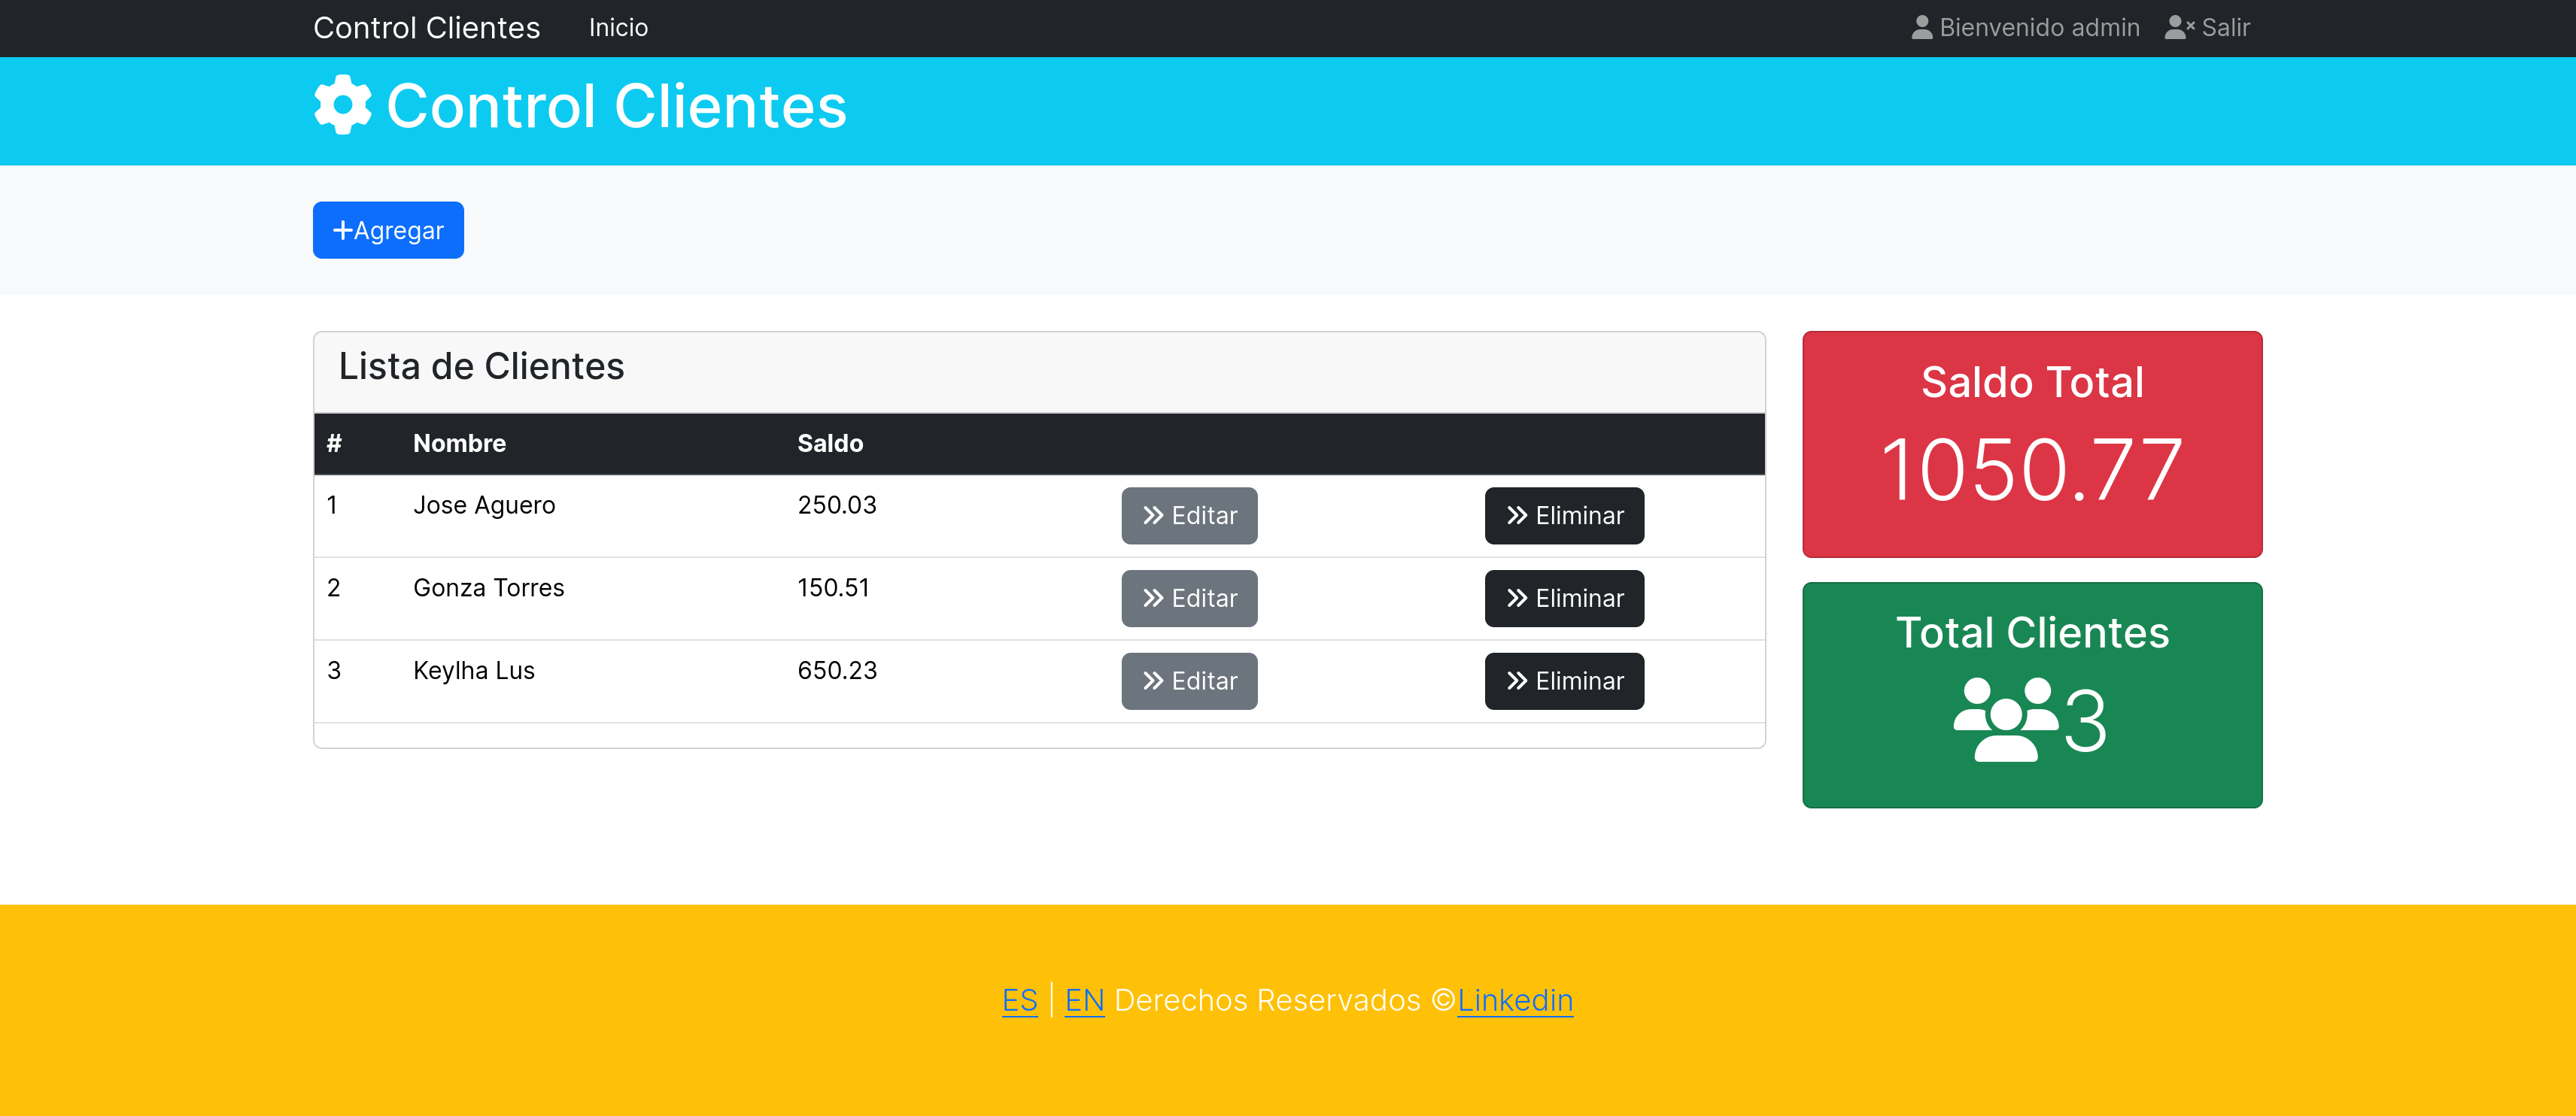 Control Clientes Inicio Bienvenido admin Salir
Control Clientes
+Agregar
Lista de Clientes
# Nombre Saldo
1 Jose Aguero 250.03 Editar Eliminar
2 Gonza Torres 150.51 Editar Eliminar
3 Keylha Lus 650.23 Editar Eliminar
Saldo Total
1050.77
Total Clientes
3
ES | EN Derechos Reservados ©Linkedin